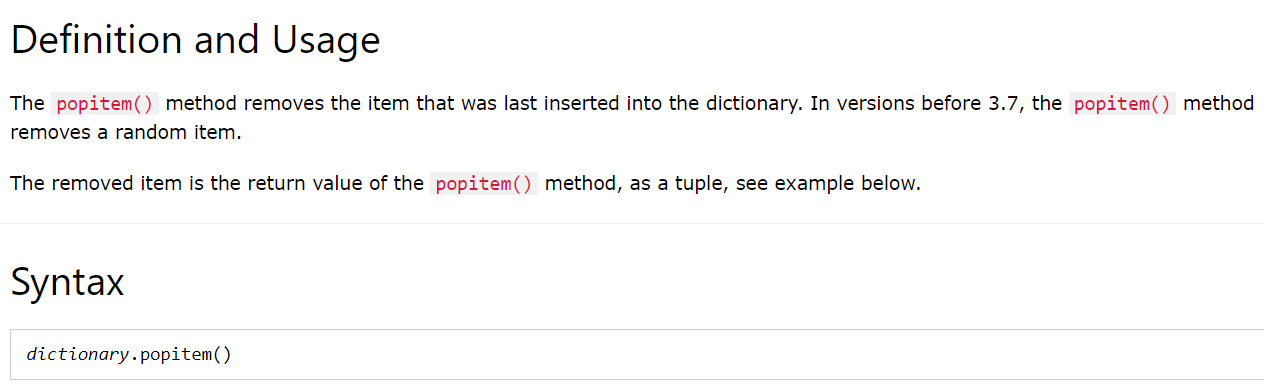 Definition and Usage
The popitem() method removes the item that was last inserted into the dictionary. In versions before 3.7, the popitem() method
removes a random item.
The removed item is the return value of the popitem() method, as a tuple, see example below.
Syntax
dictionary.popitem()